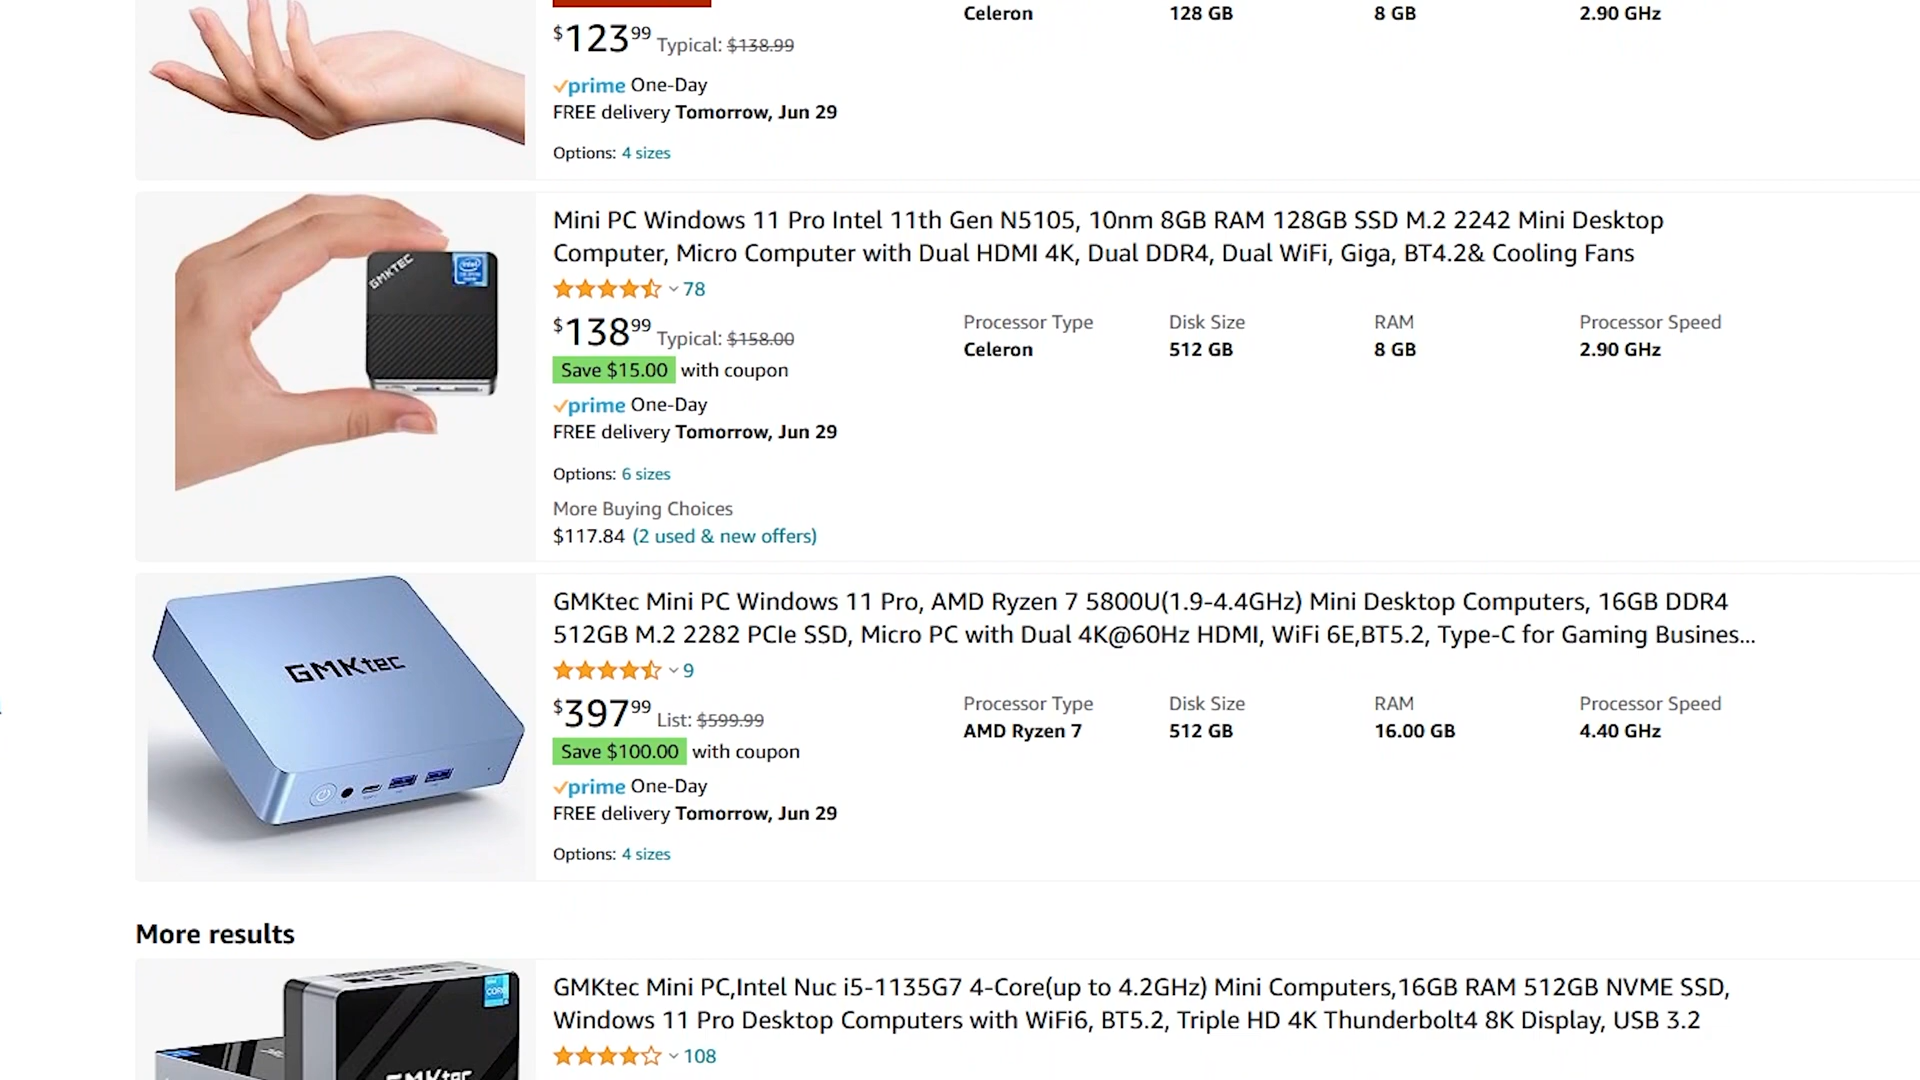 Celeron 128 GB 8 GB 2.90 GHz
$123.99 Typical: $138.99
prime One-Day
FREE delivery Tomorrow, Jun 29
Options: 4 sizes
GMKTEC
intel
Mini PC Windows 11 Pro Intel 11th Gen N5105, 10nm 8GB RAM 128GB SSD M.2 2242 Mini Desktop
Computer, Micro Computer with Dual HDMI 4K, Dual DDR4, Dual WiFi, Giga, BT4.2& Cooling Fans
78
$138.99 Typical: $158.00
Save $15.00 with coupon
Processor Type Disk Size RAM Processor Speed
Celeron 512 GB 8 GB 2.90 GHz
prime One-Day
FREE delivery Tomorrow, Jun 29
Options: 6 sizes
More Buying Choices
$117.84 (2 used & new offers)
GMKtec
GMKtec Mini PC Windows 11 Pro, AMD Ryzen 7 5800U(1.9-4.4GHz) Mini Desktop Computers, 16GB DDR4
512GB M.2 2282 PCIe SSD, Micro PC with Dual 4K@60Hz HDMI, WiFi 6E,BT5.2, Type-C for Gaming Busines...
9
$397.99 List: $599.99
Save $100.00 with coupon
Processor Type Disk Size RAM Processor Speed
AMD Ryzen 7 512 GB 16.00 GB 4.40 GHz
prime One-Day
FREE delivery Tomorrow, Jun 29
Options: 4 sizes
More results
GMKtec Mini PC,Intel Nuc i5-1135G7 4-Core(up to 4.2GHz) Mini Computers,16GB RAM 512GB NVME SSD,
Windows 11 Pro Desktop Computers with WiFi6, BT5.2, Triple HD 4K Thunderbolt4 8K Display, USB 3.2
108
GMKtec